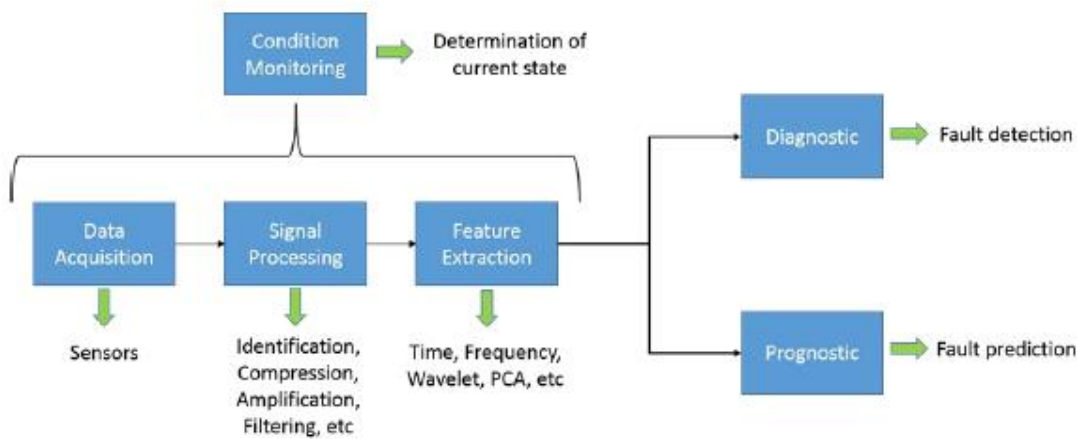 Condition
Monitoring
Determination of
current state
Diagnostic
Fault detection
Data
Acquisition
Signal
Processing
Feature
Extraction
Sensors
Identification,
Compression,
Amplification,
Filtering, etc
Time, Frequency,
Wavelet, PCA, etc
Prognostic
Fault prediction